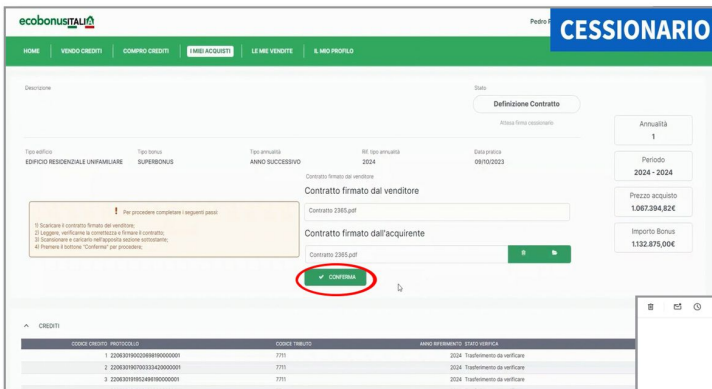 ecobonusITALIA
Pedro
CESSIONARIO
HOME VENDO CREDITI COMPRO CREDITI I MIEI ACQUISTI LE MIE VENDITE IL MIO PROFILO
Descrizione
Stato
Definizione Contratto
Attesa firma cessionario
Annualità
1
Tipo edificio Tipo bonus Tipo annualità Rif. tipo annualità Data pratica
EDIFICIO RESIDENZIALE UNIFAMILIARE SUPERBONUS ANNO SUCCESSIVO 2024 09/10/2023
Periodo
2024 - 2024
Contratto firmato dal venditore
Contratto firmato dal venditore
Contratto 2365.pdf
Prezzo acquisto
1.067.394,82€
! Per procedere completare i seguenti passi:
1) Scaricare il contratto firmato del venditore;
2) Leggere, verificarne la correttezza e firmare il contratto;
3) Scansionare e caricarlo nell'apposita sezione sottostante;
4) Premere il bottone "Conferma" per procedere;
Contratto firmato dall'acquirente
Contratto 2365.pdf
Importo Bonus
1.132.875,00€
CONFERMA
CREDITI
CODICE CREDITO PROTOCOLLO CODICE TRIBUTO ANNO RIFERIMENTO STATO VERIFICA
1 7711 2024 Trasferimento da verificare
2 7711 2024 Trasferimento da verificare
3 7711 2024 Trasferimento da verificare